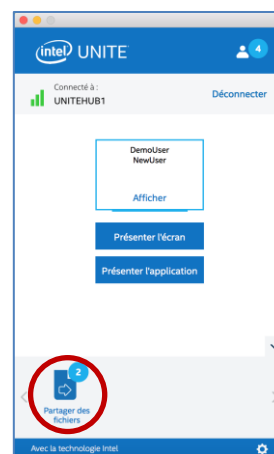 intel UNITE
4
Connecté à :
UNITEHUB1
Déconnecter
DemoUser
NewUser
Afficher
Présenter l'écran
Présenter l'application
2
Partager des
fichiers
Avec la technologie Intel